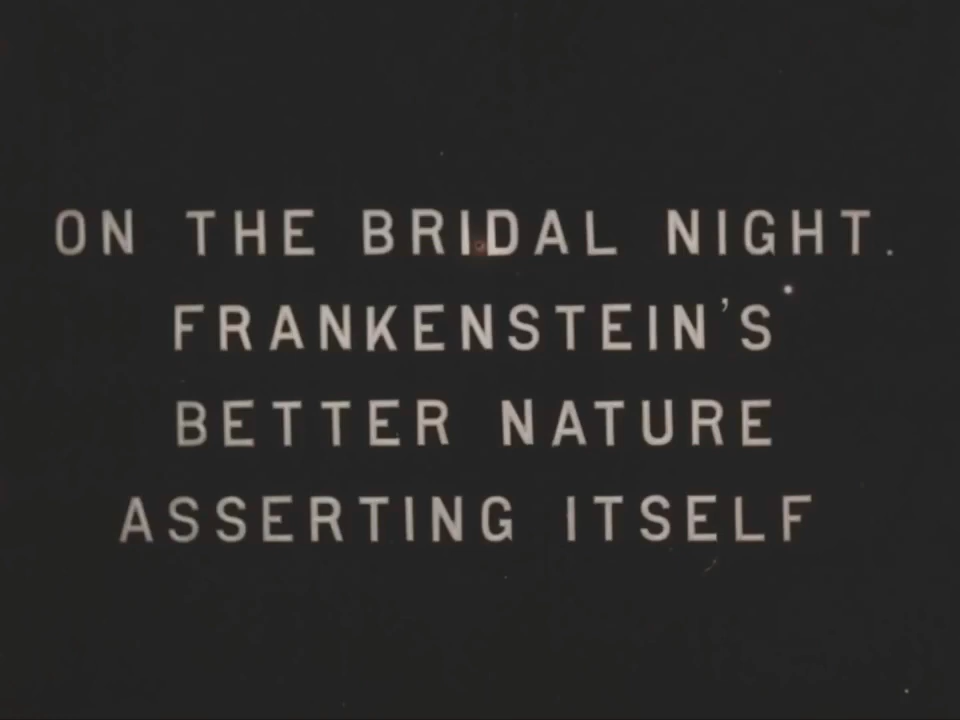 ON THE BRIDAL NIGHT.
FRANKENSTEIN'S
BETTER NATURE
ASSERTING ITSELF